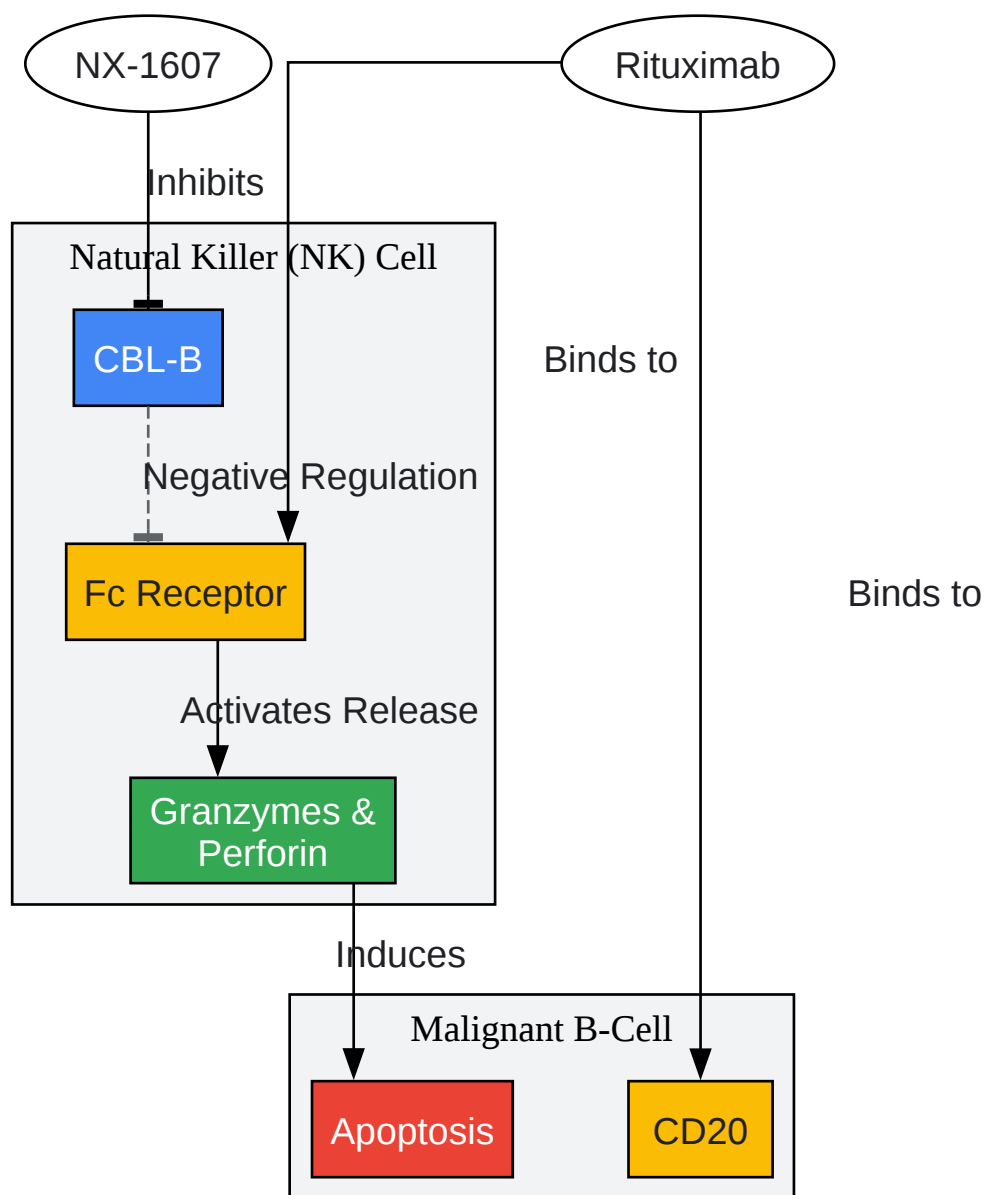 NX-1607
Rituximab
Inhibits
Natural Killer (NK) Cell
CBL-B
Binds to
Negative Regulation
Fc Receptor
Binds to
Activates Release
Granzymes &
Perforin
Induces
Malignant B-Cell
Apoptosis
CD20